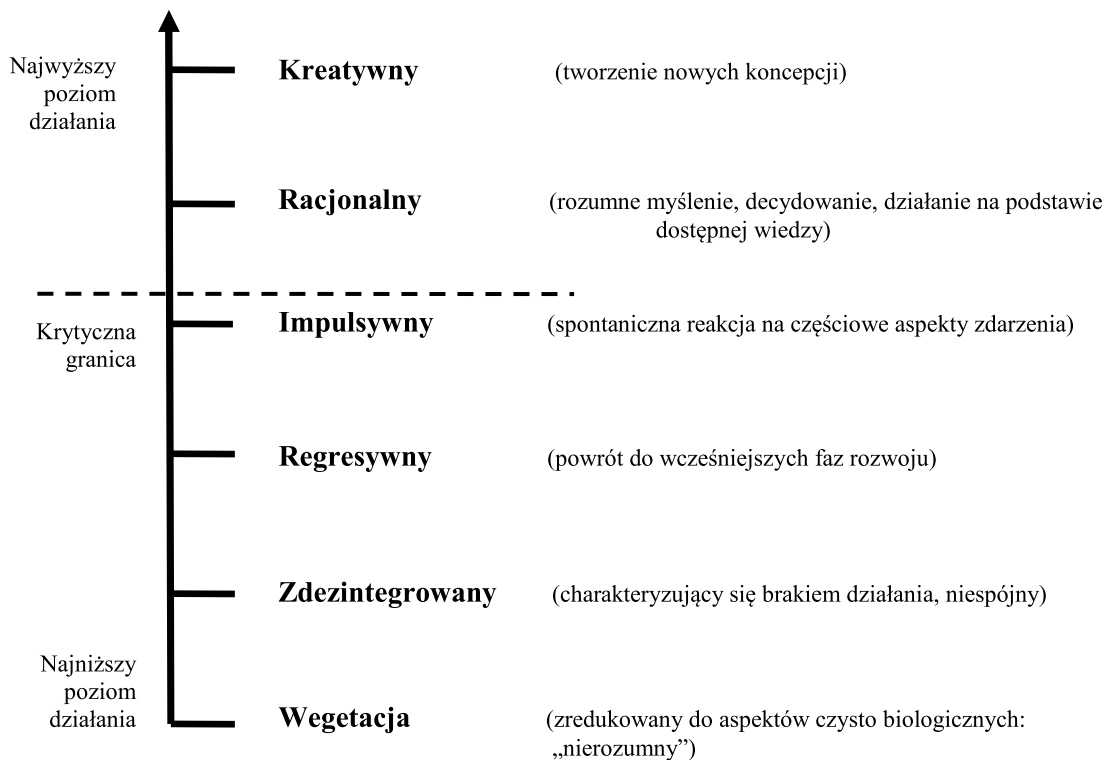 Najwyższy
poziom
działania
Kreatywny
(tworzenie nowych koncepcji)
Racjonalny
(rozumne myślenie, decydowanie, działanie na podstawie
dostępnej wiedzy)
Krytyczna
granica
Impulsywny
(spontaniczna reakcja na częściowe aspekty zdarzenia)
Regresywny
(powrót do wcześniejszych faz rozwoju)
Zdezintegrowany
(charakteryzujący się brakiem działania, niespójny)
Najniższy
poziom
działania
Wegetacja
(zredukowany do aspektów czysto biologicznych:
„nierozumny”)